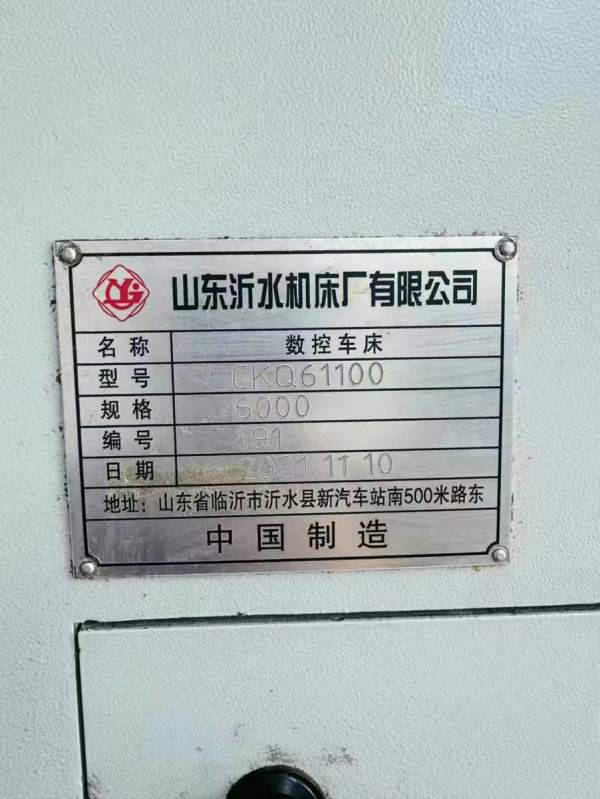 山东沂水机床厂有限公司
名称 数控车床
型号 CKQ61100
规格 6000
编号 191
日期 2021 11 10
地址：山东省临沂市沂水县新汽车站南500米路东
中国制造